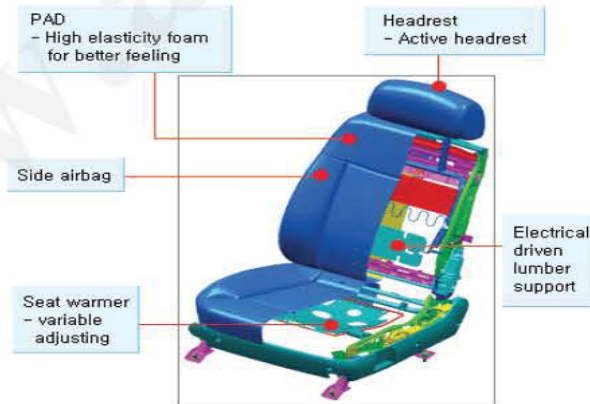 PAD
- High elasticity foam
for better feeling
Headrest
- Active headrest
Side airbag
Electrical
driven
lumber
support
Seat warmer
- variable
adjusting